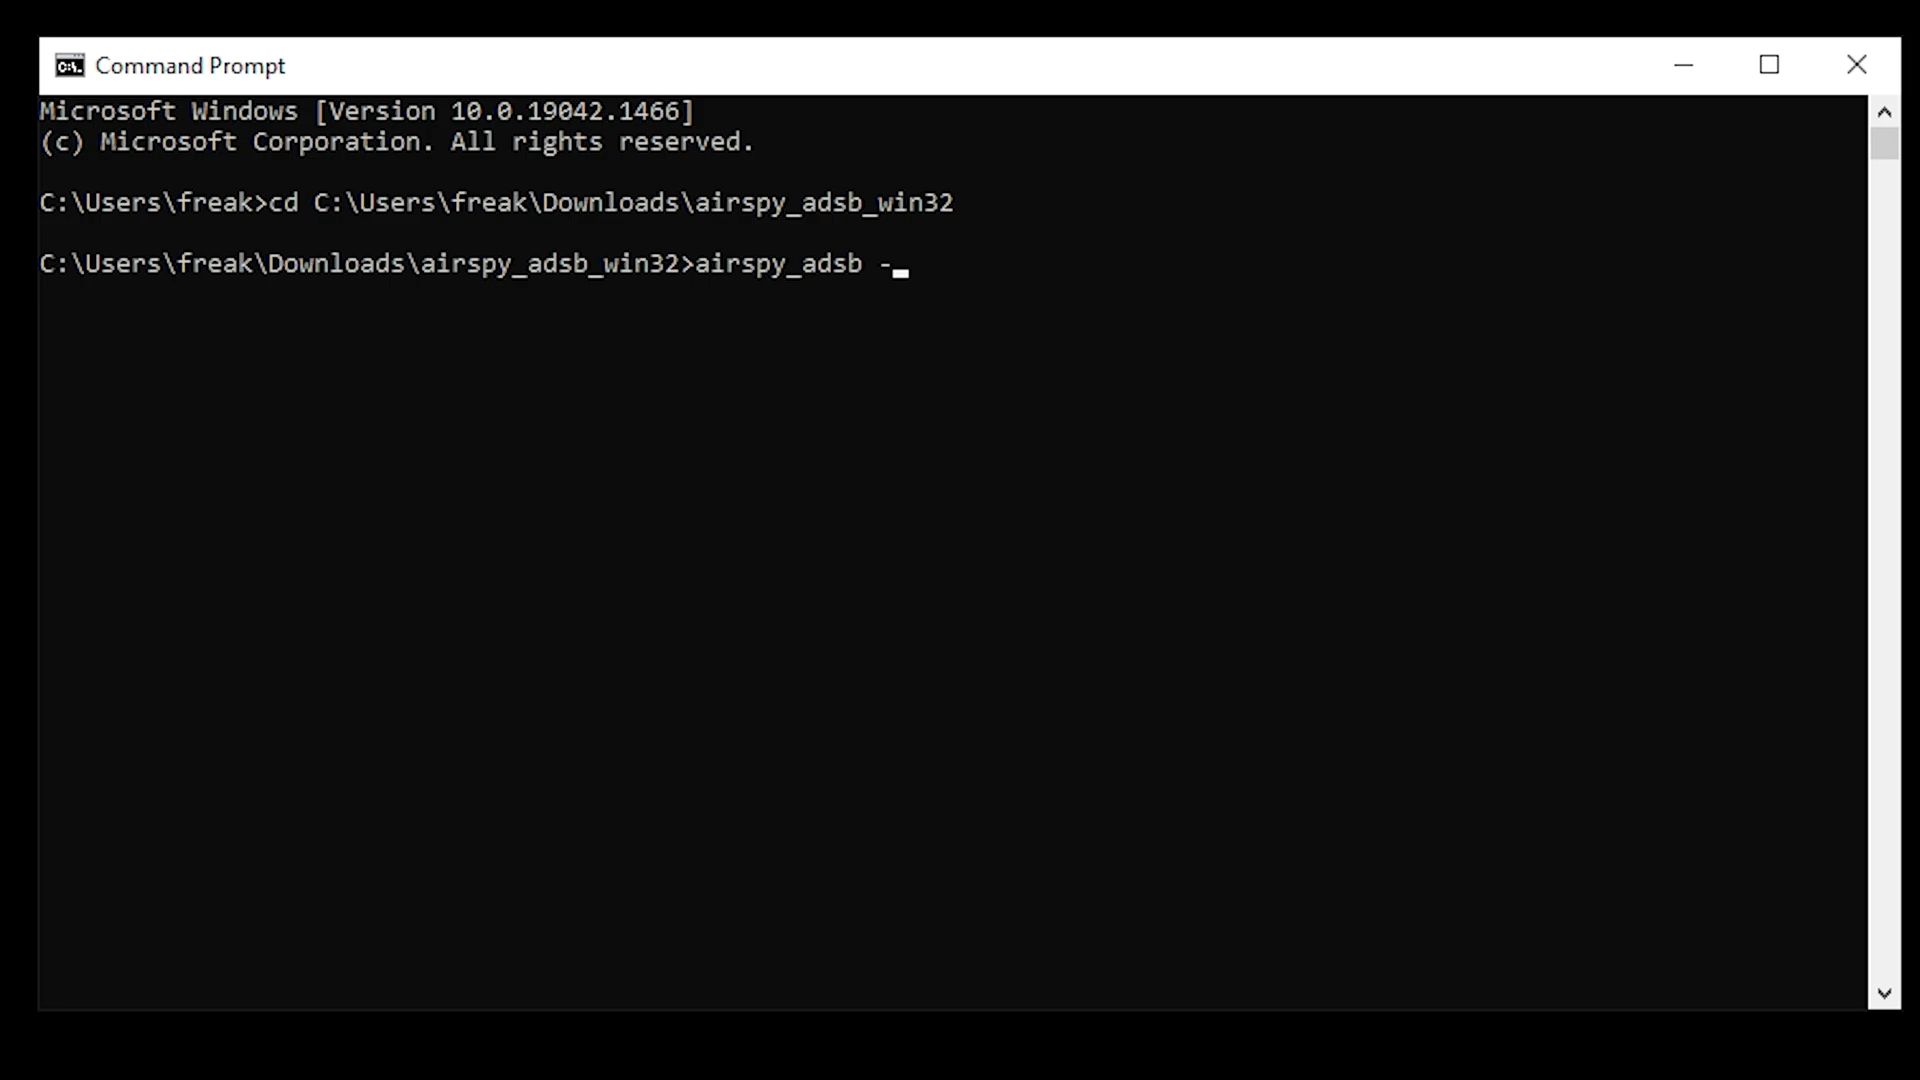 Command Prompt
Microsoft Windows [Version 10.0.19042.1466]
(c) Microsoft Corporation. All rights reserved.
C:\Users\freak>cd C:\Users\freak\Downloads\airspy_adsb_win32
C:\Users\freak\Downloads\airspy_adsb_win32>airspy_adsb -